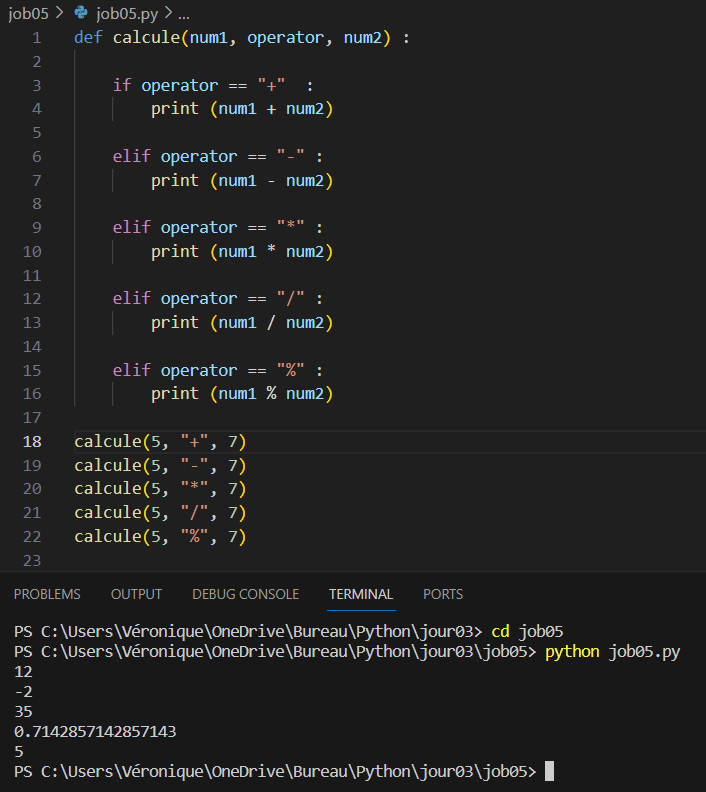 job05 > job05.py > ...
1 def calcule(num1, operator, num2) :
2
3     if operator == "+"  :
4         print (num1 + num2)
5
6     elif operator == "-" :
7         print (num1 - num2)
8
9     elif operator == "*" :
10         print (num1 * num2)
11
12     elif operator == "/" :
13         print (num1 / num2)
14
15     elif operator == "%" :
16         print (num1 % num2)
17
18 calcule(5, "+", 7)
19 calcule(5, "-", 7)
20 calcule(5, "*", 7)
21 calcule(5, "/", 7)
22 calcule(5, "%", 7)
23
PROBLEMS OUTPUT DEBUG CONSOLE TERMINAL PORTS
PS C:\Users\Véronique\OneDrive\Bureau\Python\jour03> cd job05
PS C:\Users\Véronique\OneDrive\Bureau\Python\jour03\job05> python job05.py
12
-2
35
0.7142857142857143
5
PS C:\Users\Véronique\OneDrive\Bureau\Python\jour03\job05>